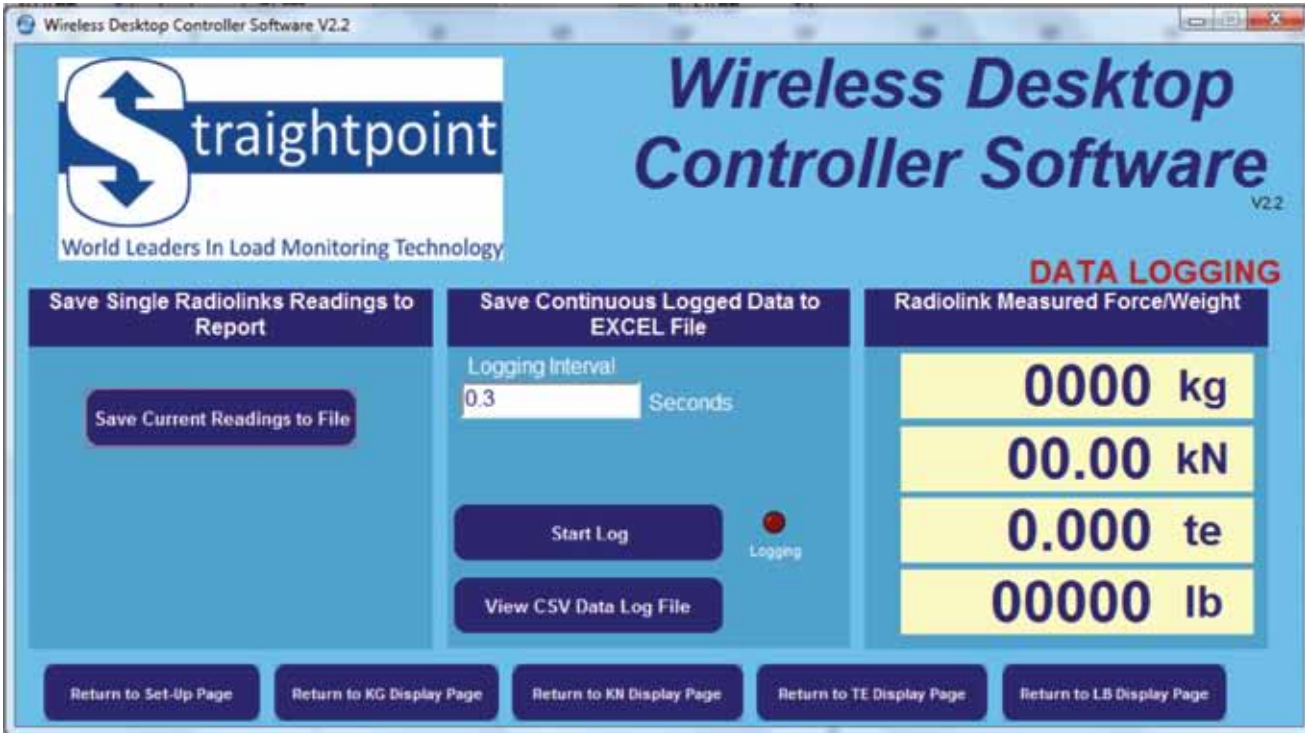 Wireless Desktop Controller Software V2.2
Straightpoint
World Leaders In Load Monitoring Technology
Wireless Desktop
Controller Software
V2.2
DATA LOGGING
Save Single Radiolinks Readings to
Report
Save Current Readings to File
Save Continuous Logged Data to
EXCEL File
Logging Interval
0.3 Seconds
Start Log
Logging
View CSV Data Log File
Radiolink Measured Force/Weight
0000 kg
00.00 kN
0.000 te
00000 lb
Return to Set-Up Page
Return to KG Display Page
Return to KN Display Page
Return to TE Display Page
Return to LB Display Page